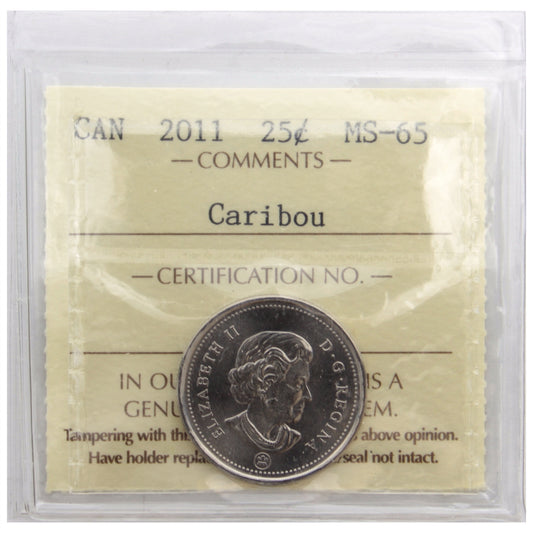 CAN 2011 25¢ MS-65
— COMMENTS —
Caribou
— CERTIFICATION NO. —
IN OU IS A
GENU EM.
Tampering with this above opinion.
Have holder repla /seal not intact.
ELIZABETH II D·G·REGINA